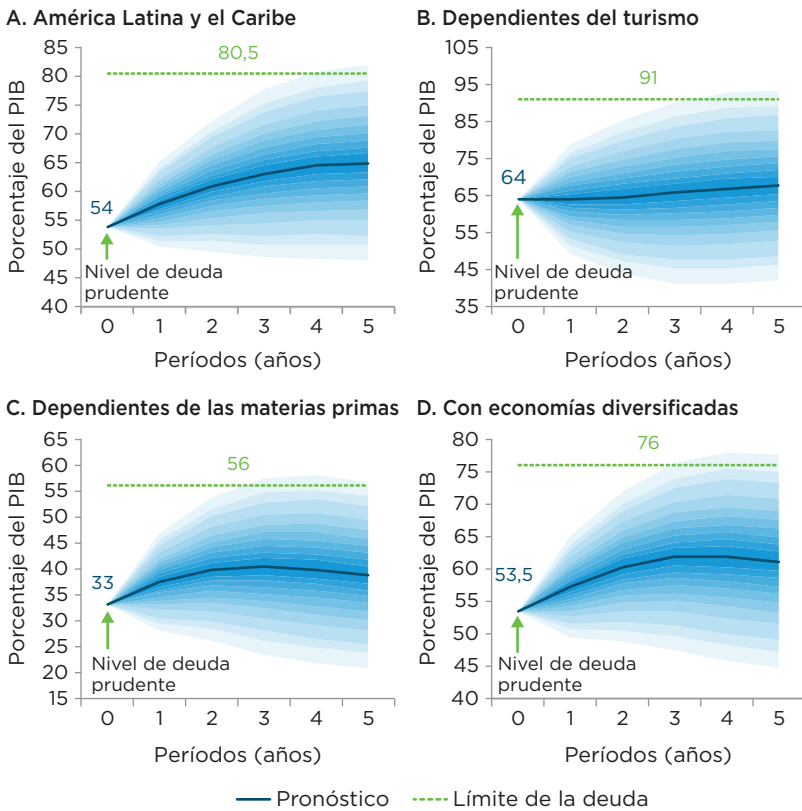 A. América Latina y el Caribe
Porcentaje del PIB
85
80
75
70
65
60
55
50
45
40
80,5
54
Nivel de deuda
prudente
0 1 2 3 4 5
Períodos (años)
B. Dependientes del turismo
Porcentaje del PIB
105
95
85
75
65
55
45
35
91
64
Nivel de deuda
prudente
0 1 2 3 4 5
Períodos (años)
C. Dependientes de las materias primas
Porcentaje del PIB
65
60
55
50
45
40
35
30
25
20
15
56
33
Nivel de deuda
prudente
0 1 2 3 4 5
Períodos (años)
D. Con economías diversificadas
Porcentaje del PIB
80
75
70
65
60
55
50
45
40
76
53,5
Nivel de deuda
prudente
0 1 2 3 4 5
Períodos (años)
Pronóstico Límite de la deuda